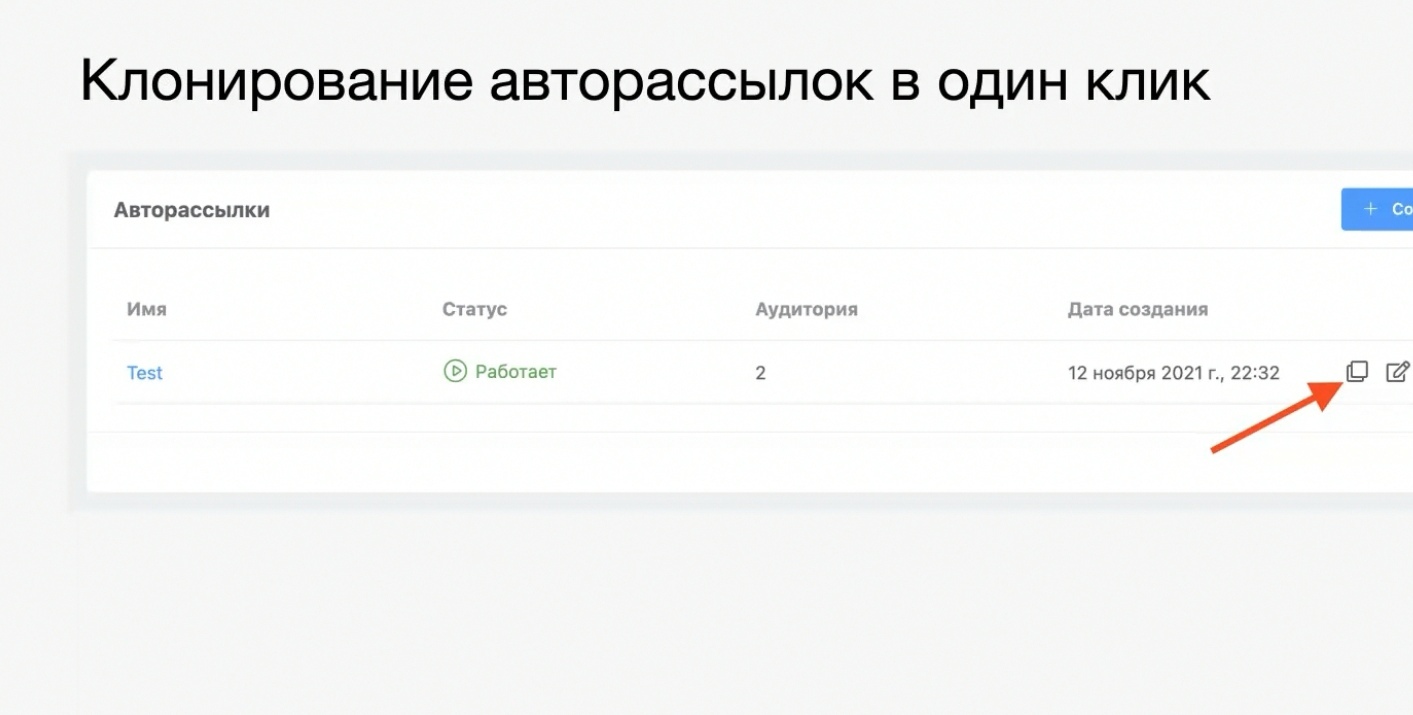 Клонирование авторассылок в один клик
Авторассылки
+ Со
Имя Статус Аудитория Дата создания
Test Работает 2 12 ноября 2021 г., 22:32